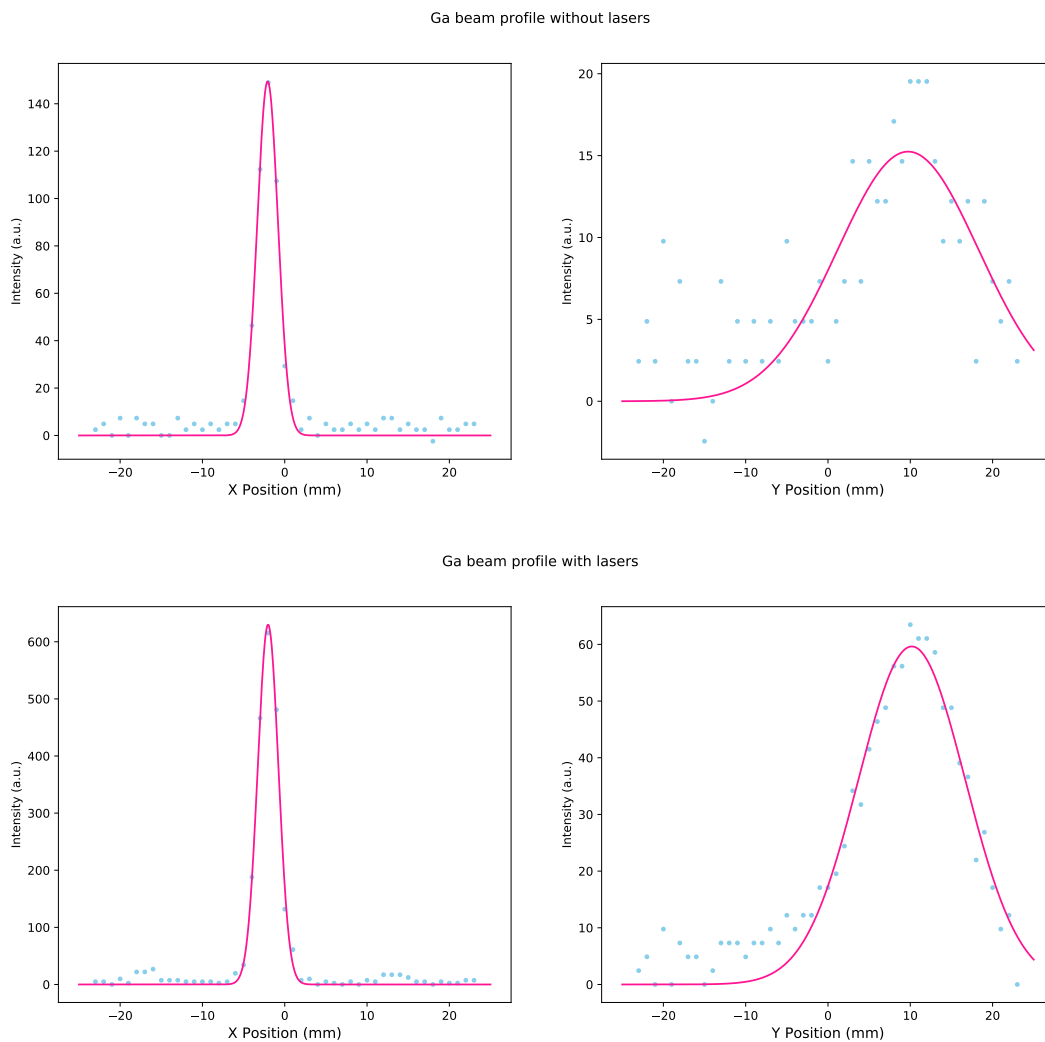 Ga beam profile without lasers
140
120
100
80
60
40
20
0
Intensity (a.u.)
−20 −10 0 10 20
X Position (mm)
20
15
10
5
0
Intensity (a.u.)
−20 −10 0 10 20
Y Position (mm)
Ga beam profile with lasers
600
500
400
300
200
100
0
Intensity (a.u.)
−20 −10 0 10 20
X Position (mm)
60
50
40
30
20
10
0
Intensity (a.u.)
−20 −10 0 10 20
Y Position (mm)